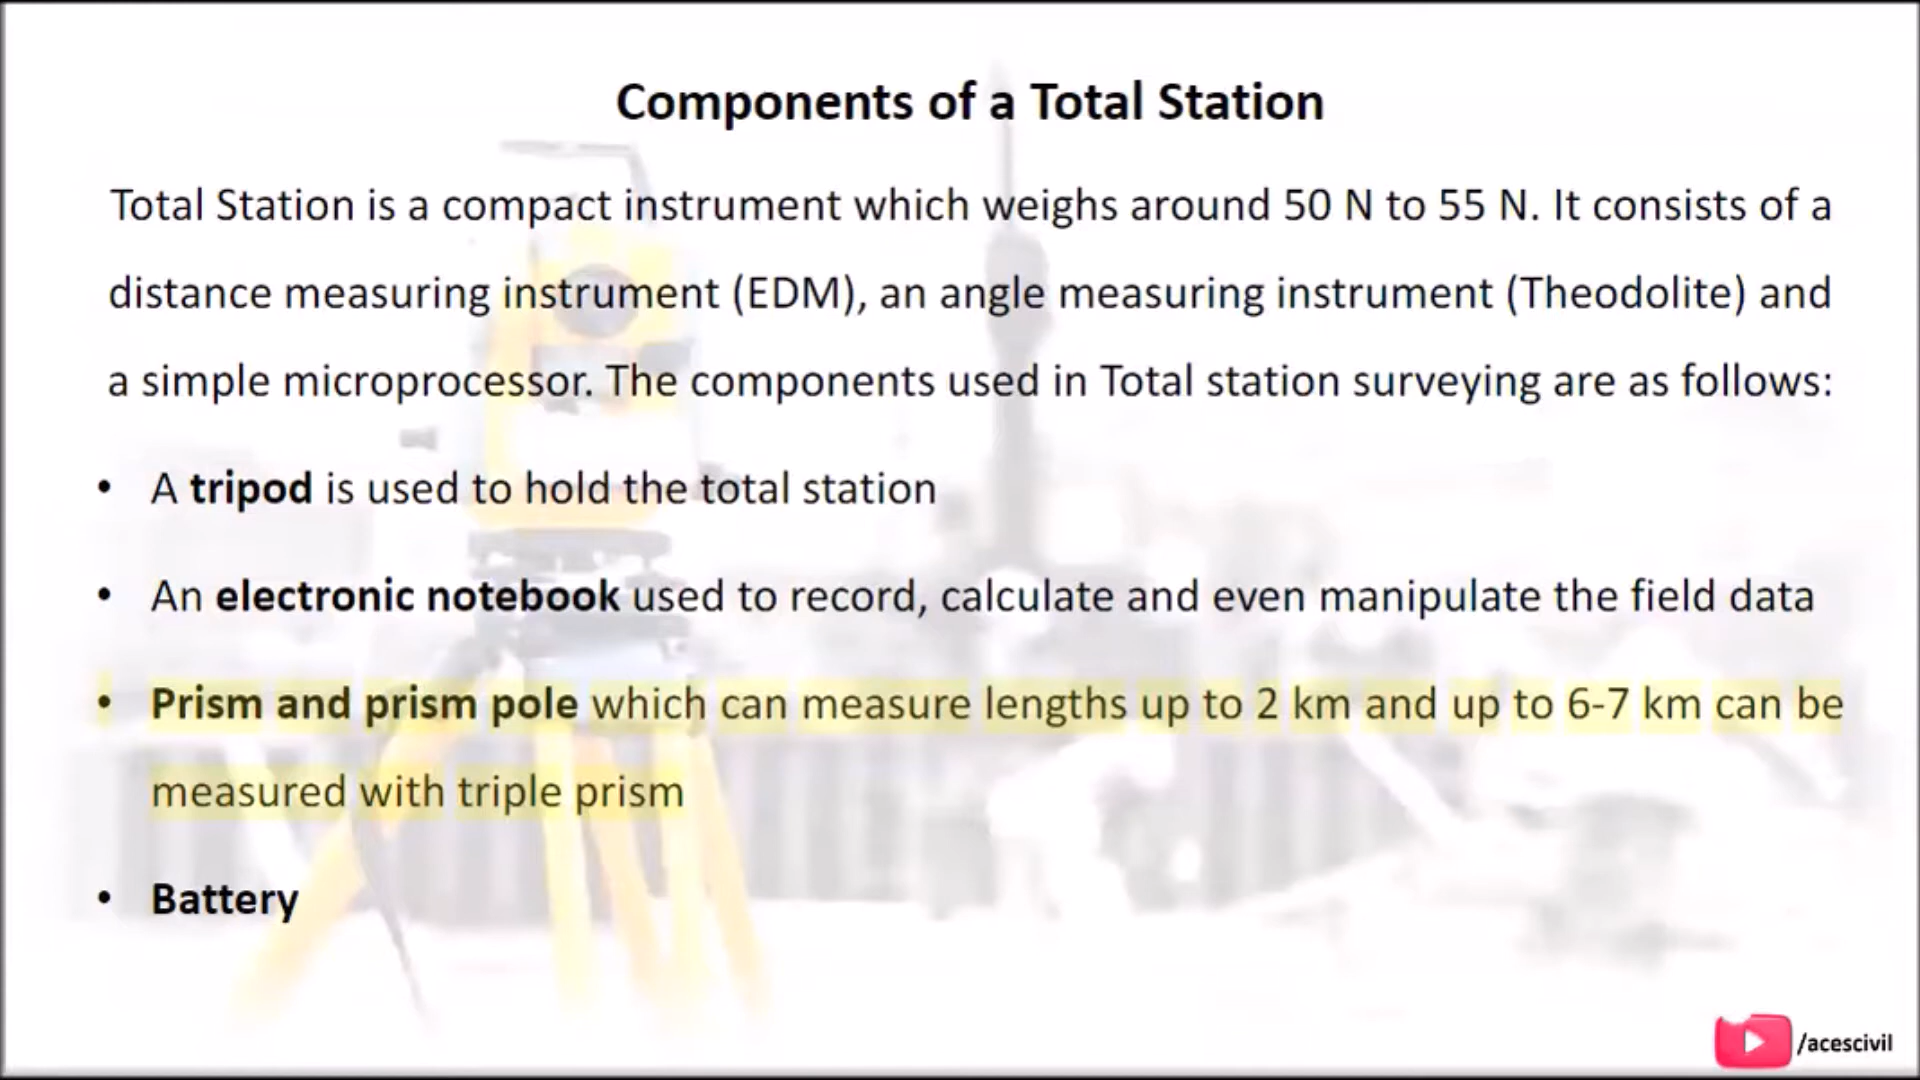 Components of a Total Station
Total Station is a compact instrument which weighs around 50 N to 55 N. It consists of a
distance measuring instrument (EDM), an angle measuring instrument (Theodolite) and
a simple microprocessor. The components used in Total station surveying are as follows:
• A tripod is used to hold the total station
• An electronic notebook used to record, calculate and even manipulate the field data
• Prism and prism pole which can measure lengths up to 2 km and up to 6-7 km can be
measured with triple prism
• Battery
/acescivil